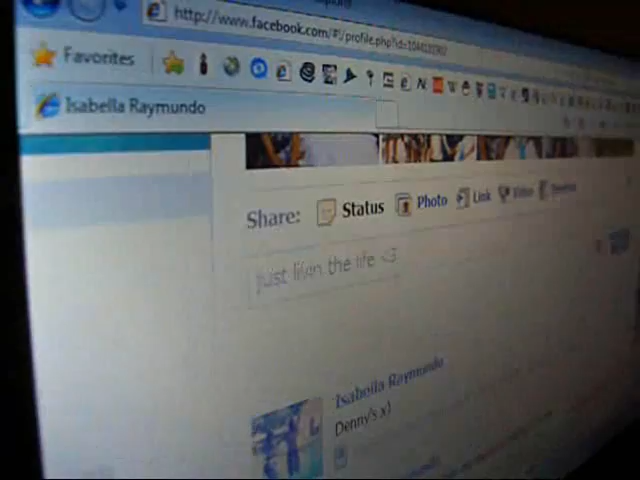 http://www.facebook.com/#!/profile.php?id=
Favorites
Isabella Raymundo
Share: Status Photo Link Video
just livin the life <3
Isabella Raymundo
Denny's x)